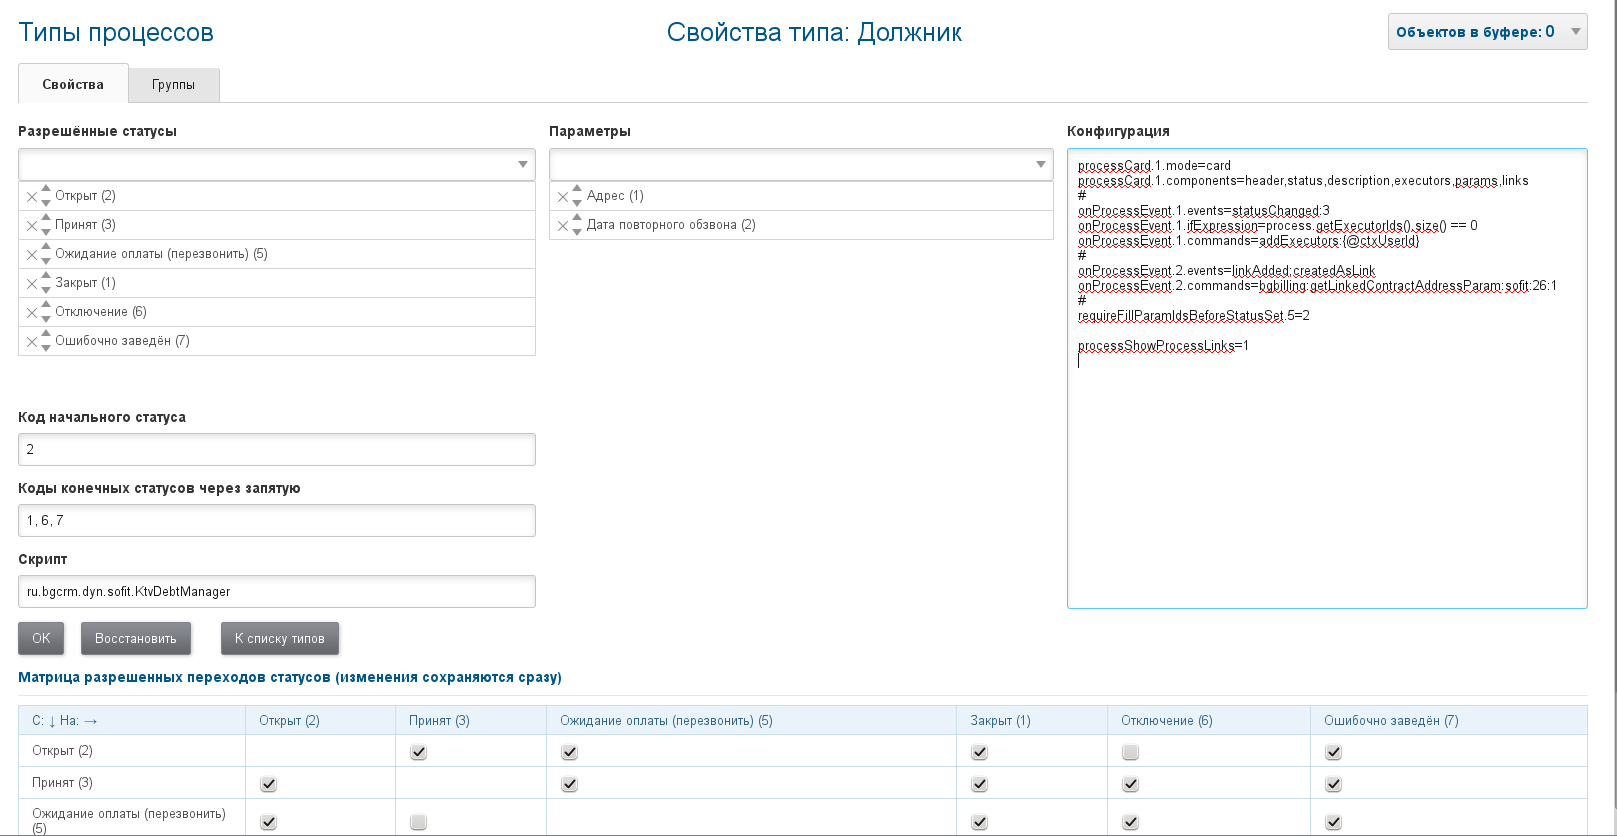 Типы процессов
Свойства типа: Должник
Объектов в буфере: 0
Свойства
Группы
Разрешённые статусы
Открыт (2)
Принят (3)
Ожидание оплаты (перезвонить) (5)
Закрыт (1)
Отключение (6)
Ошибочно заведён (7)
Параметры
Адрес (1)
Дата повторного обзвона (2)
Конфигурация
processCard.1.mode=card
processCard.1.components=header,status,description,executors,params,links
#
onProcessEvent.1.events=statusChanged:3
onProcessEvent.1.ifExpression=process.getExecutorIds().size() == 0
onProcessEvent.1.commands=addExecutors:{@ctxUserId}
#
onProcessEvent.2.events=linkAdded;createdAsLink
onProcessEvent.2.commands=bgbilling:getLinkedContractAddressParam:sofit:26:1
#
requireFillParamIdsBeforeStatusSet.5=2
processShowProcessLinks=1
Код начального статуса
2
Коды конечных статусов через запятую
1, 6, 7
Скрипт
ru.bgcrm.dyn.sofit.KtvDebtManager
ОК
Восстановить
К списку типов
Матрица разрешенных переходов статусов (изменения сохраняются сразу)
С: ↓ На: → Открыт (2) Принят (3) Ожидание оплаты (перезвонить) (5) Закрыт (1) Отключение (6) Ошибочно заведён (7)
Открыт (2)
Принят (3)
Ожидание оплаты (перезвонить)
(5)